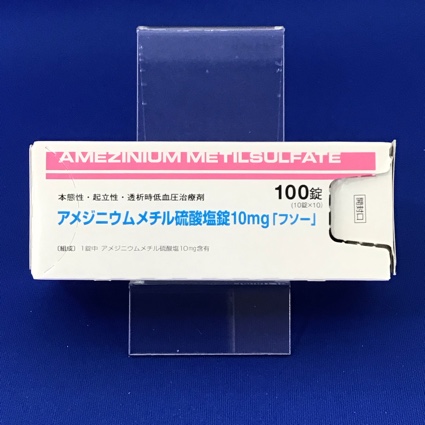 AMEZINIUM METILSULFATE
本態性・起立性・透析時低血圧治療剤
100錠
(10錠×10)
アメジニウムメチル硫酸塩錠10mg「フソー」
(組成) 1錠中 アメジニウムメチル硫酸塩10mg含有
開封口